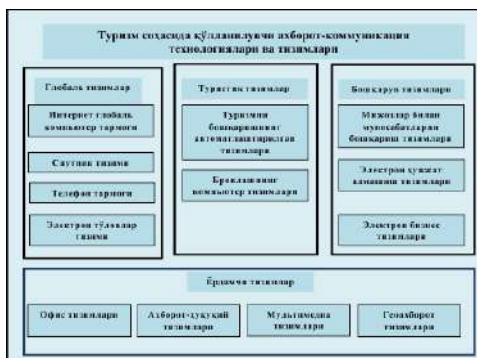 Туризм соҳасида қўлланилувчи ахборот-коммуникация
технологиялари ва тизимлари
Глобаль тизимлар
Интернет глобаль
компьютер тармоғи
Спутник тизими
Телефон тармоғи
Электрон тўловлар
тизими
Туристик тизимлар
Туризмни
бошқаришнинг
автоматлаштирилган
тизимлари
Бронлашнинг
компьютер тизимлари
Бошқарув тизимлари
Мижозлар билан
муносабатларни
бошқариш тизимлари
Электрон ҳужжат
алмашиш тизимлари
Электрон бизнес
тизимлари
Ёрдамчи тизимлар
Офис тизимлари
Ахборот-ҳуқуқий
тизимлари
Мультимедиа
тизимлари
Геоахборот
тизимлари